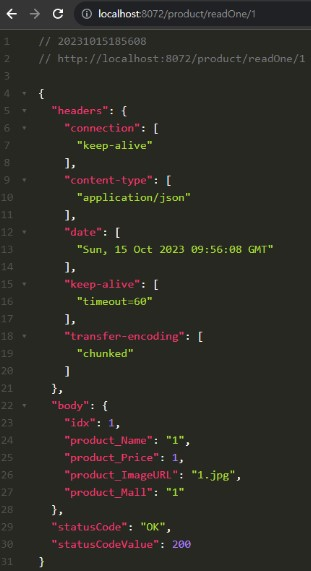 localhost:8072/product/readOne/1
1 // 20231015185608
2 // http://localhost:8072/product/readOne/1
3
4 {
5 "headers": {
6 "connection": [
7 "keep-alive"
8 ],
9 "content-type": [
10 "application/json"
11 ],
12 "date": [
13 "Sun, 15 Oct 2023 09:56:08 GMT"
14 ],
15 "keep-alive": [
16 "timeout=60"
17 ],
18 "transfer-encoding": [
19 "chunked"
20 ]
21 },
22 "body": {
23 "idx": 1,
24 "product_Name": "1",
25 "product_Price": 1,
26 "product_ImageURL": "1.jpg",
27 "product_Mall": "1"
28 },
29 "statusCode": "OK",
30 "statusCodeValue": 200
31 }